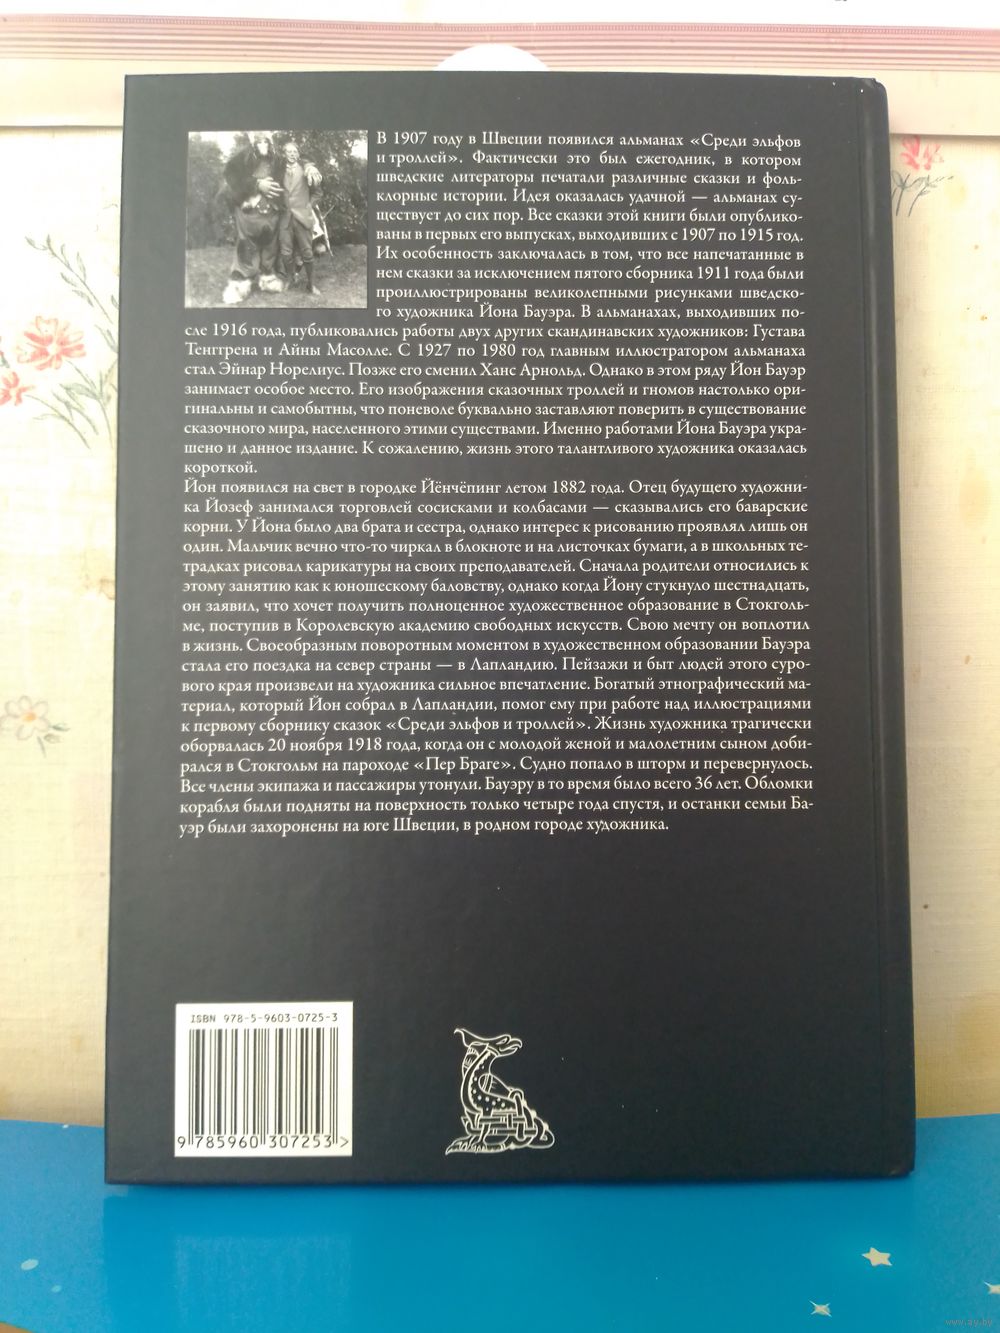 В 1907 году в Швеции появился альманах «Среди эльфов
и троллей». Фактически это был ежегодник, в котором
шведские литераторы печатали различные сказки и фоль-
клорные истории. Идея оказалась удачной — альманах су-
ществует до сих пор. Все сказки этой книги были опублико-
ваны в первых его выпусках, выходивших с 1907 по 1915 год.
Их особенность заключалась в том, что все напечатанные в
нем сказки за исключением пятого сборника 1911 года были
проиллюстрированы великолепными рисунками шведско-
го художника Йона Бауэра. В альманахах, выходивших по-
сле 1916 года, публиковались работы двух других скандинавских художников: Густава
Тенггрена и Айны Масолле. С 1927 по 1980 год главным иллюстратором альманаха
стал Эйнар Норелиус. Позже его сменил Ханс Арнольд. Однако в этом ряду Йон Бауэр
занимает особое место. Его изображения сказочных троллей и гномов настолько ори-
гинальны и самобытны, что поневоле буквально заставляют поверить в существование
сказочного мира, населенного этими существами. Именно работами Йона Бауэра укра-
шено и данное издание. К сожалению, жизнь этого талантливого художника оказалась
короткой.
Йон появился на свет в городке Йёнчёпинг летом 1882 года. Отец будущего художни-
ка Йозеф занимался торговлей сосисками и колбасами — сказывались его баварские
корни. У Йона было два брата и сестра, однако интерес к рисованию проявлял лишь он
один. Мальчик вечно что-то чиркал в блокноте и на листочках бумаги, а в школьных те-
традках рисовал карикатуры на своих преподавателей. Сначала родители относились к
этому занятию как к юношескому баловству, однако когда Йону стукнуло шестнадцать,
он заявил, что хочет получить полноценное художественное образование в Стокголь-
ме, поступив в Королевскую академию свободных искусств. Свою мечту он воплотил
в жизнь. Своеобразным поворотным моментом в художественном образовании Бауэра
стала его поездка на север страны — в Лапландию. Пейзажи и быт людей этого суро-
вого края произвели на художника сильное впечатление. Богатый этнографический ма-
териал, который Йон собрал в Лапландии, помог ему при работе над иллюстрациями
к первому сборнику сказок «Среди эльфов и троллей». Жизнь художника трагически
оборвалась 20 ноября 1918 года, когда он с молодой женой и малолетним сыном доби-
рался в Стокгольм на пароходе «Пер Браге». Судно попало в шторм и перевернулось.
Все члены экипажа и пассажиры утонули. Бауэру в то время было всего 36 лет. Обломки
корабля были подняты на поверхность только четыре года спустя, и останки семьи Ба-
уэр были захоронены на юге Швеции, в родном городе художника.
ISBN 978-5-9603-0725-3
9 785960 307253 >
www.ay.by